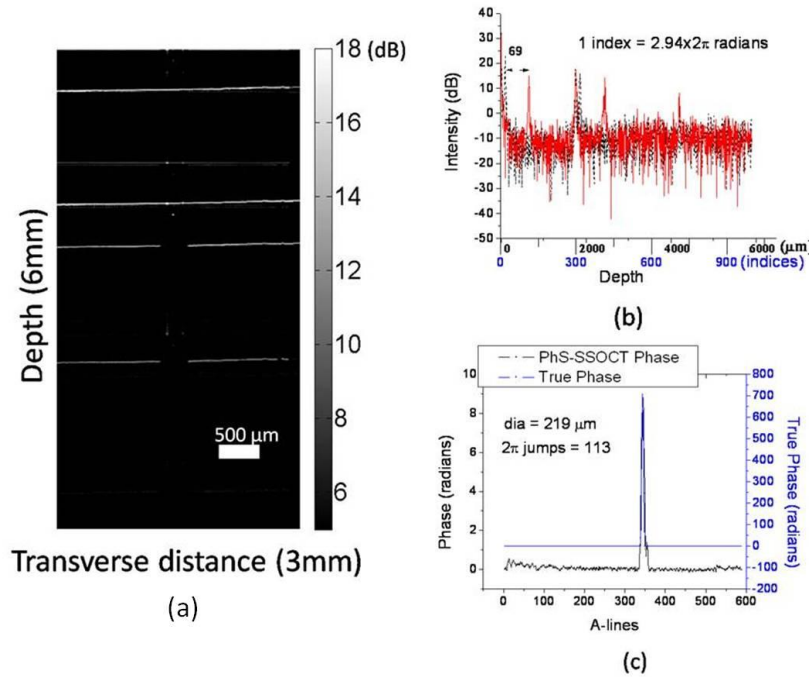 18 (dB)
16
14
12
10
8
6
Depth (6mm)
500 µm
Transverse distance (3mm)
(a)
40
30
20
10
0
-10
-20
-30
-40
-50
Intensity (dB)
69
1 index = 2.94x2π radians
0 2000 4000 6000 (µm)
0 300 600 900 (indices)
Depth
(b)
PhS-SSOCT Phase
True Phase
10
8
6
4
2
0
Phase (radians)
dia = 219 µm
2π jumps = 113
800
700
600
500
400
300
200
100
0
-100
-200
True Phase (radians)
0 100 200 300 400 500 600
A-lines
(c)